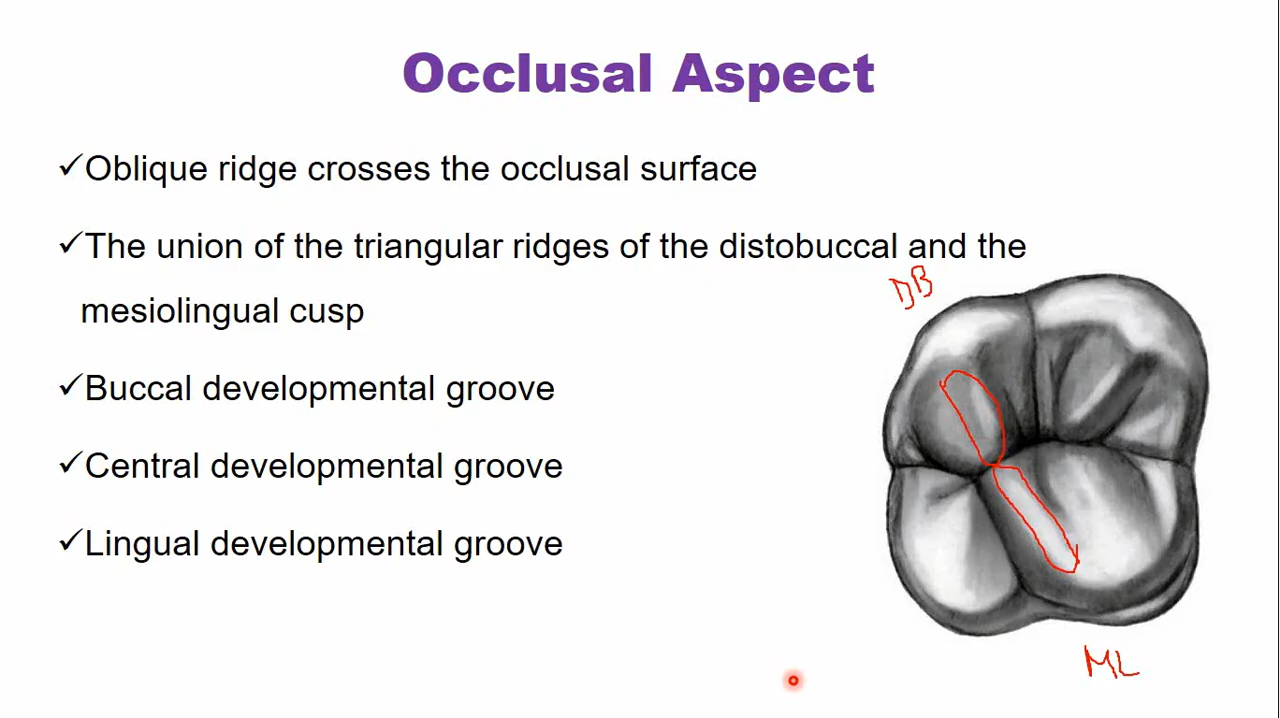 Occlusal Aspect
✓Oblique ridge crosses the occlusal surface
✓The union of the triangular ridges of the distobuccal and the
mesiolingual cusp
DB
✓Buccal developmental groove
✓Central developmental groove
✓Lingual developmental groove
ML